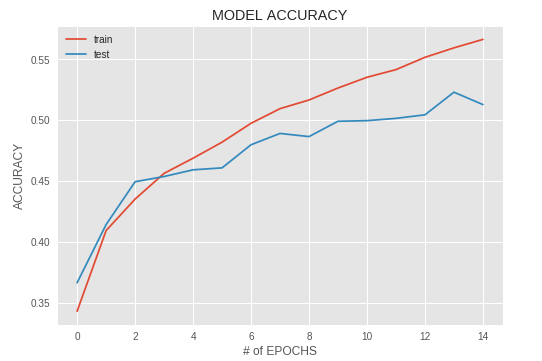 MODEL ACCURACY
train
test
0.55
0.50
0.45
0.40
0.35
ACCURACY
0 2 4 6 8 10 12 14
# of EPOCHS